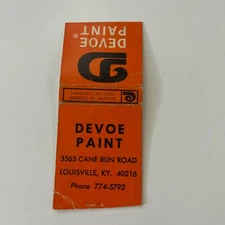 DEVOE
PAINT®
DEVOE
PAINT
3565 CANE RUN ROAD
LOUISVILLE, KY. 40216
Phone 774-5792